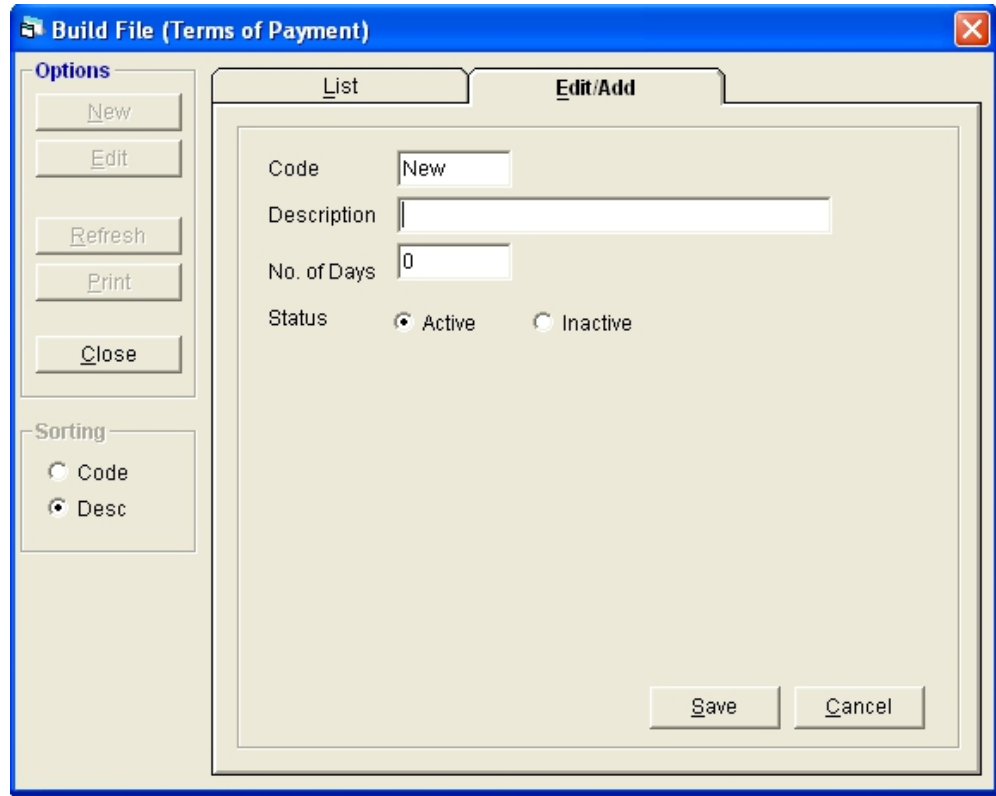 Build File (Terms of Payment)
Options
New
Edit
Refresh
Print
Close
Sorting
Code
Desc
List
Edit/Add
Code New
Description
No. of Days 0
Status Active Inactive
Save Cancel